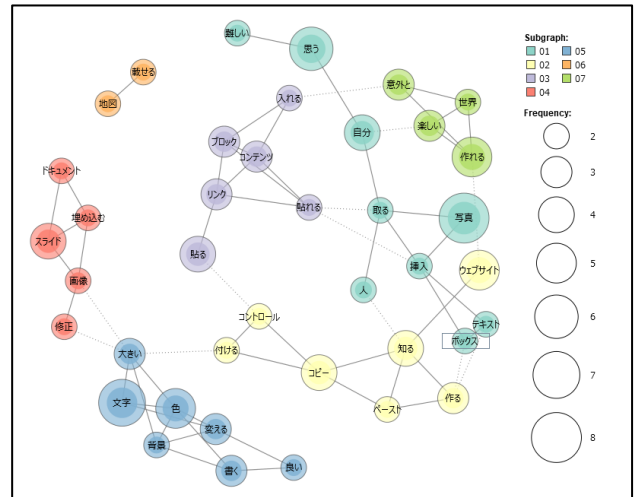 難しい
思う
Subgraph:
01 05
02 06
03 07
04
載せる
地図
入れる
意外と
世界
Frequency:
2
自分
楽しい
ブロック
コンテンツ
作れる
3
ドキュメント
リンク
貼れる
取る
写真
4
埋め込む
スライド
貼る
挿入
ウェブサイト
5
画像
人
修正
コントロール
テキスト
ボックス
6
大きい
付ける
知る
コピー
7
文字
色
ペースト
作る
変える
背景
8
書く
良い